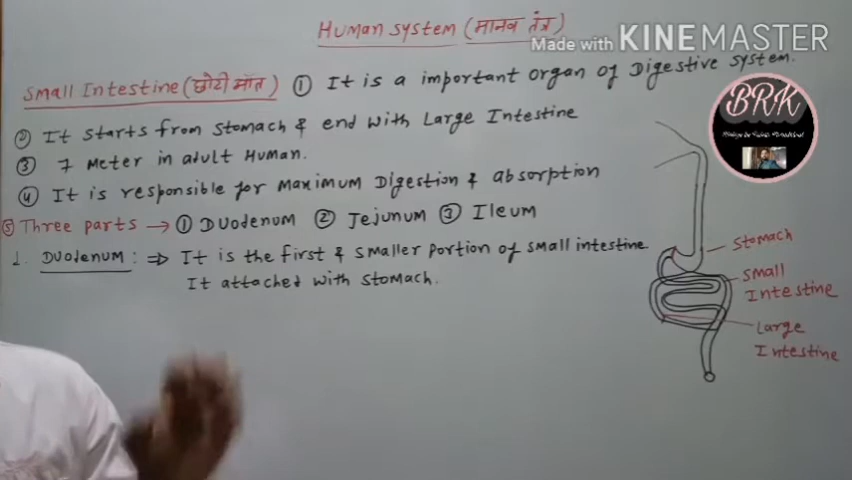 Human System (मानव तंत्र)
Made with KINEMASTER
Small Intestine (छोटी आँत) ① It is a important organ of Digestive system.
② It starts from stomach & end with Large Intestine
③ 7 Meter in adult Human.
④ It is responsible for Maximum Digestion & absorption
⑤ Three parts → ① Duodenum ② Jejunum ③ Ileum
1. Duodenum :⇒ It is the first & smaller portion of small intestine
It attached with stomach.
BRK
Stomach
Small
Intestine
Large
Intestine